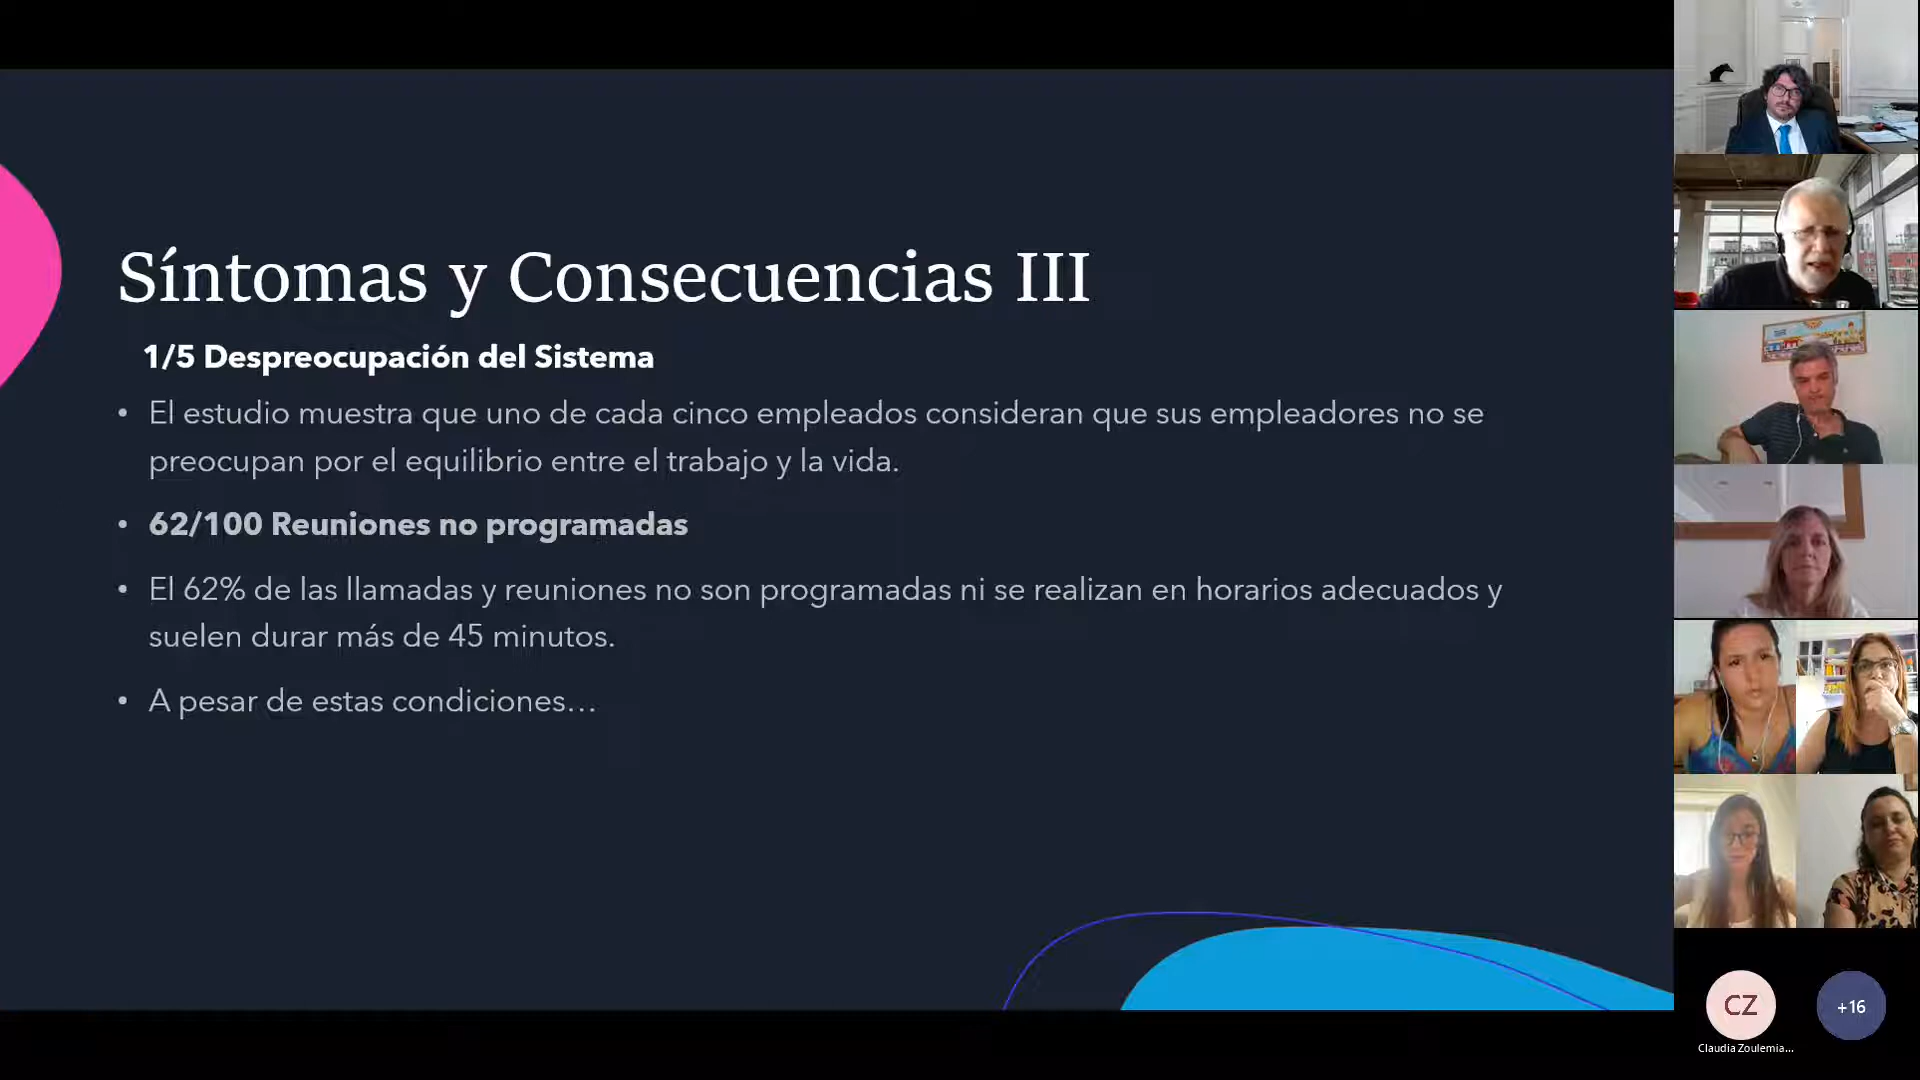 Síntomas y Consecuencias III
1/5 Despreocupación del Sistema
• El estudio muestra que uno de cada cinco empleados consideran que sus empleadores no se
preocupan por el equilibrio entre el trabajo y la vida.
• 62/100 Reuniones no programadas
• El 62% de las llamadas y reuniones no son programadas ni se realizan en horarios adecuados y
suelen durar más de 45 minutos.
• A pesar de estas condiciones…
CZ
+16
Claudia Zoulemia...